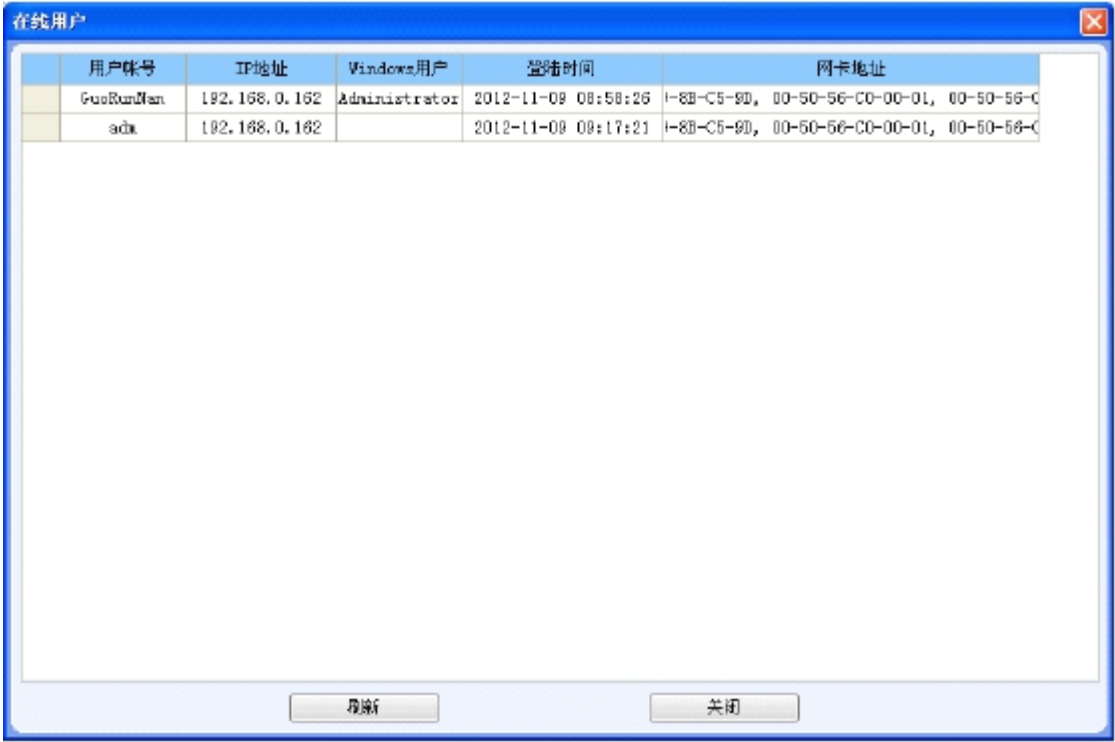 在线用户
用户帐号 IP地址 Windows用户 登陆时间 网卡地址
GuoRunNan 192.168.0.162 Administrator 2012-11-09 08:58:26 -8B-C5-9D, 00-50-56-C0-00-01, 00-50-56-C
adm 192.168.0.162 2012-11-09 09:17:21 -8B-C5-9D, 00-50-56-C0-00-01, 00-50-56-C
刷新 关闭